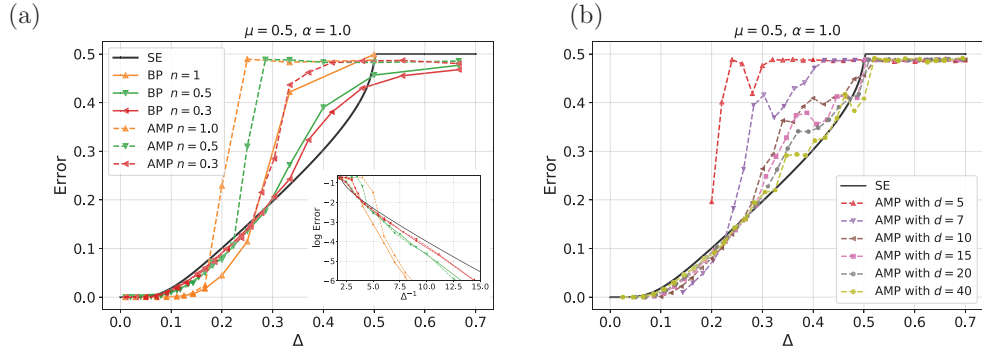 (a)
μ = 0.5, α = 1.0
Error
0.5
0.4
0.3
0.2
0.1
0.0
SE
BP n = 1
BP n = 0.5
BP n = 0.3
AMP n = 1.0
AMP n = 0.5
AMP n = 0.3
log Error
−1
−2
−3
−4
−5
−6
2.5
5.0
7.5
10.0
12.5
15.0
Δ⁻¹
0.0
0.1
0.2
0.3
0.4
0.5
0.6
0.7
Δ
(b)
μ = 0.5, α = 1.0
Error
0.5
0.4
0.3
0.2
0.1
0.0
SE
AMP with d = 5
AMP with d = 7
AMP with d = 10
AMP with d = 15
AMP with d = 20
AMP with d = 40
0.0
0.1
0.2
0.3
0.4
0.5
0.6
0.7
Δ